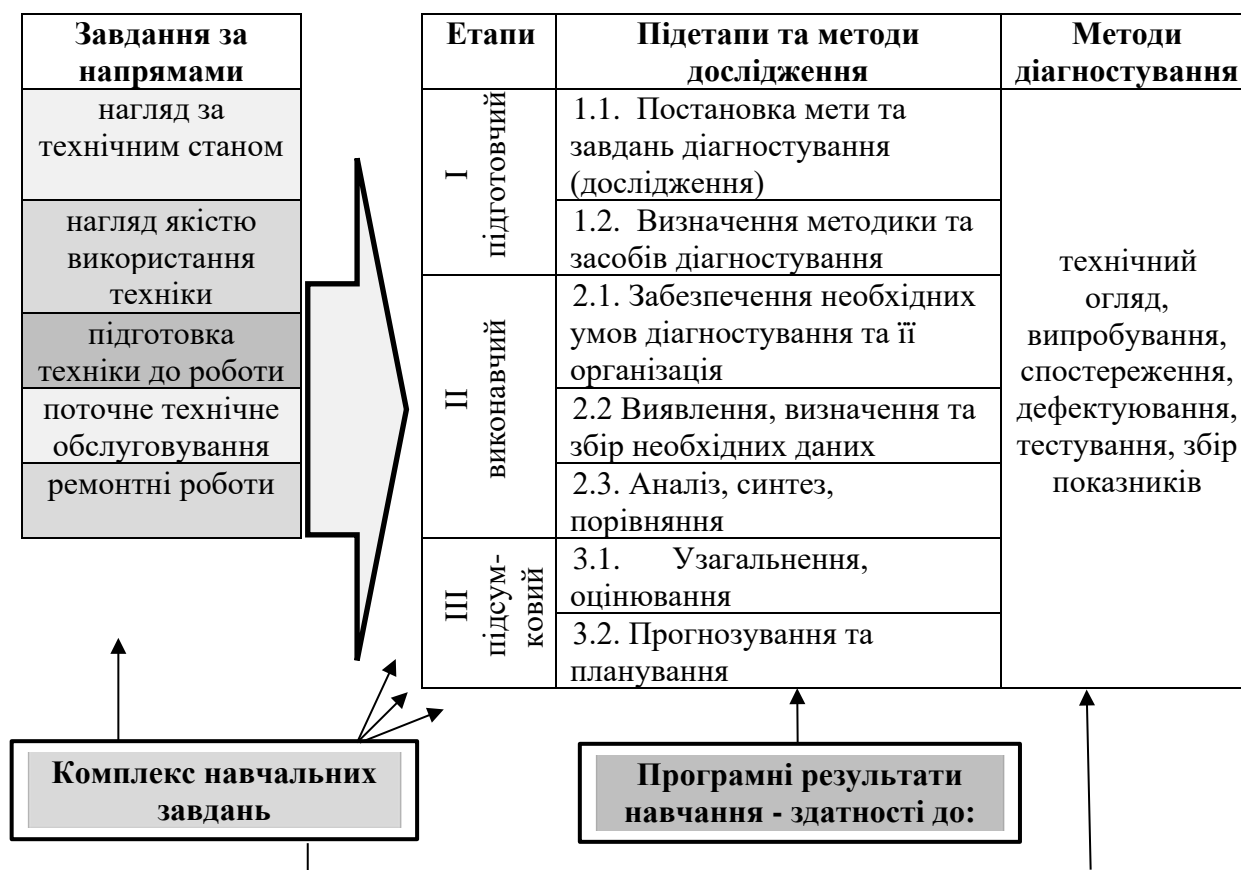 Завдання за
напрямами
нагляд за
технічним станом
нагляд якістю
використання
техніки
підготовка
техніки до роботи
поточне технічне
обслуговування
ремонтні роботи
Етапи
Підетапи та методи
дослідження
Методи
діагностування
І
підготовчий
1.1. Постановка мети та
завдань діагностування
(дослідження)
1.2. Визначення методики та
засобів діагностування
ІІ
виконавчий
2.1. Забезпечення необхідних
умов діагностування та її
організація
2.2 Виявлення, визначення та
збір необхідних даних
2.3. Аналіз, синтез,
порівняння
ІІІ
підсум-
ковий
3.1. Узагальнення,
оцінювання
3.2. Прогнозування та
планування
технічний
огляд,
випробування,
спостереження,
дефектуювання,
тестування, збір
показників
Комплекс навчальних
завдань
Програмні результати
навчання - здатності до: